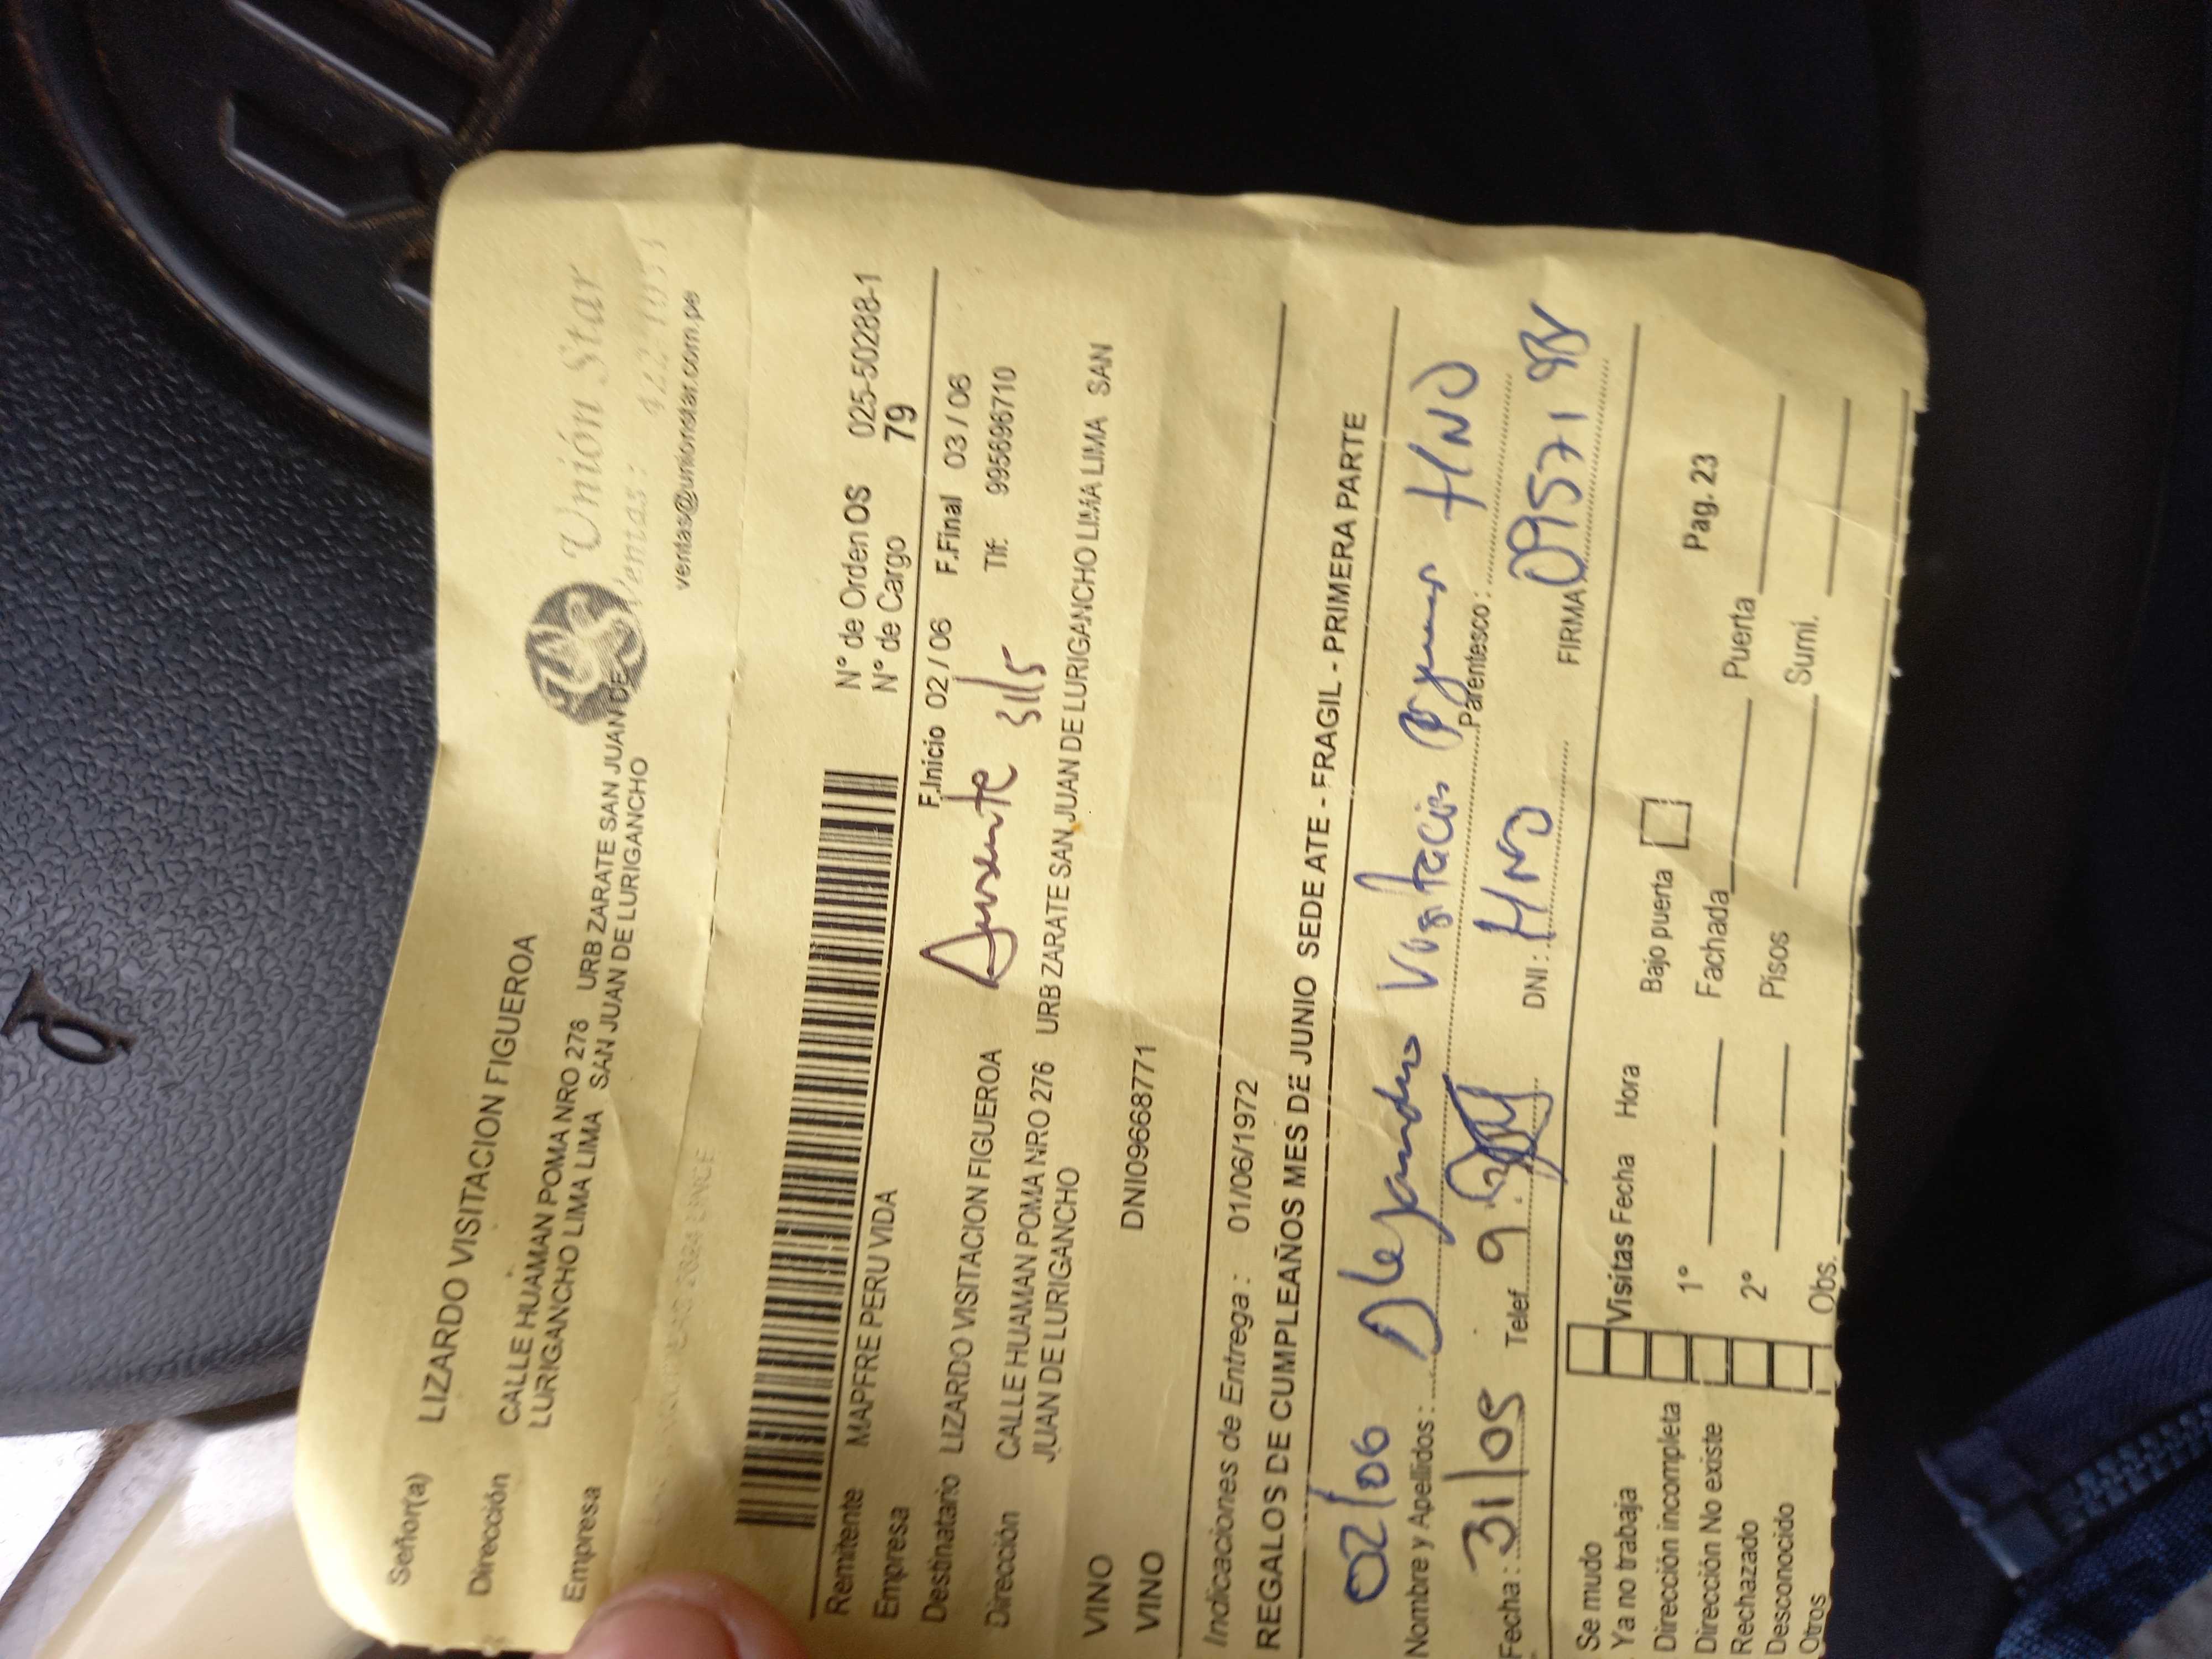 Señor(a) LIZARDO VISITACION FIGUEROA
Dirección CALLE HUAMAN POMA NRO 276 URB ZARATE SAN JUAN DE
LURIGANCHO LIMA LIMA SAN JUAN DE LURIGANCHO
Empresa
Unión Star
Ventas:
ventas@unionstar.com.pe
N° de Orden OS 025-50288-1
N° de Cargo 79
Remitente MAPFRE PERU VIDA
Empresa
F.Inicio 02/06 F.Final 03/06
Destinatario LIZARDO VISITACION FIGUEROA
Ausente 31/5
Tlf: 995696710
Dirección CALLE HUAMAN POMA NRO 276 URB ZARATE SAN JUAN DE LURIGANCHO LIMA LIMA SAN
JUAN DE LURIGANCHO
VINO
VINO DNI09668771
Indicaciones de Entrega: 01/06/1972
REGALOS DE CUMPLEAÑOS MES DE JUNIO SEDE ATE - FRAGIL - PRIMERA PARTE
02/06
Nombre y Apellidos: Alejandro Visitacion HNO
Parentesco:
Fecha: 31/05 Telef. 9 DNI: HNO FIRMA
Se mudo
Ya no trabaja
Dirección incompleta
Dirección No existe
Rechazado
Desconocido
Otros
Visitas Fecha Hora
1°
2°
Obs.
Bajo puerta
Pag. 23
Fachada
Puerta
Pisos
Sumi.